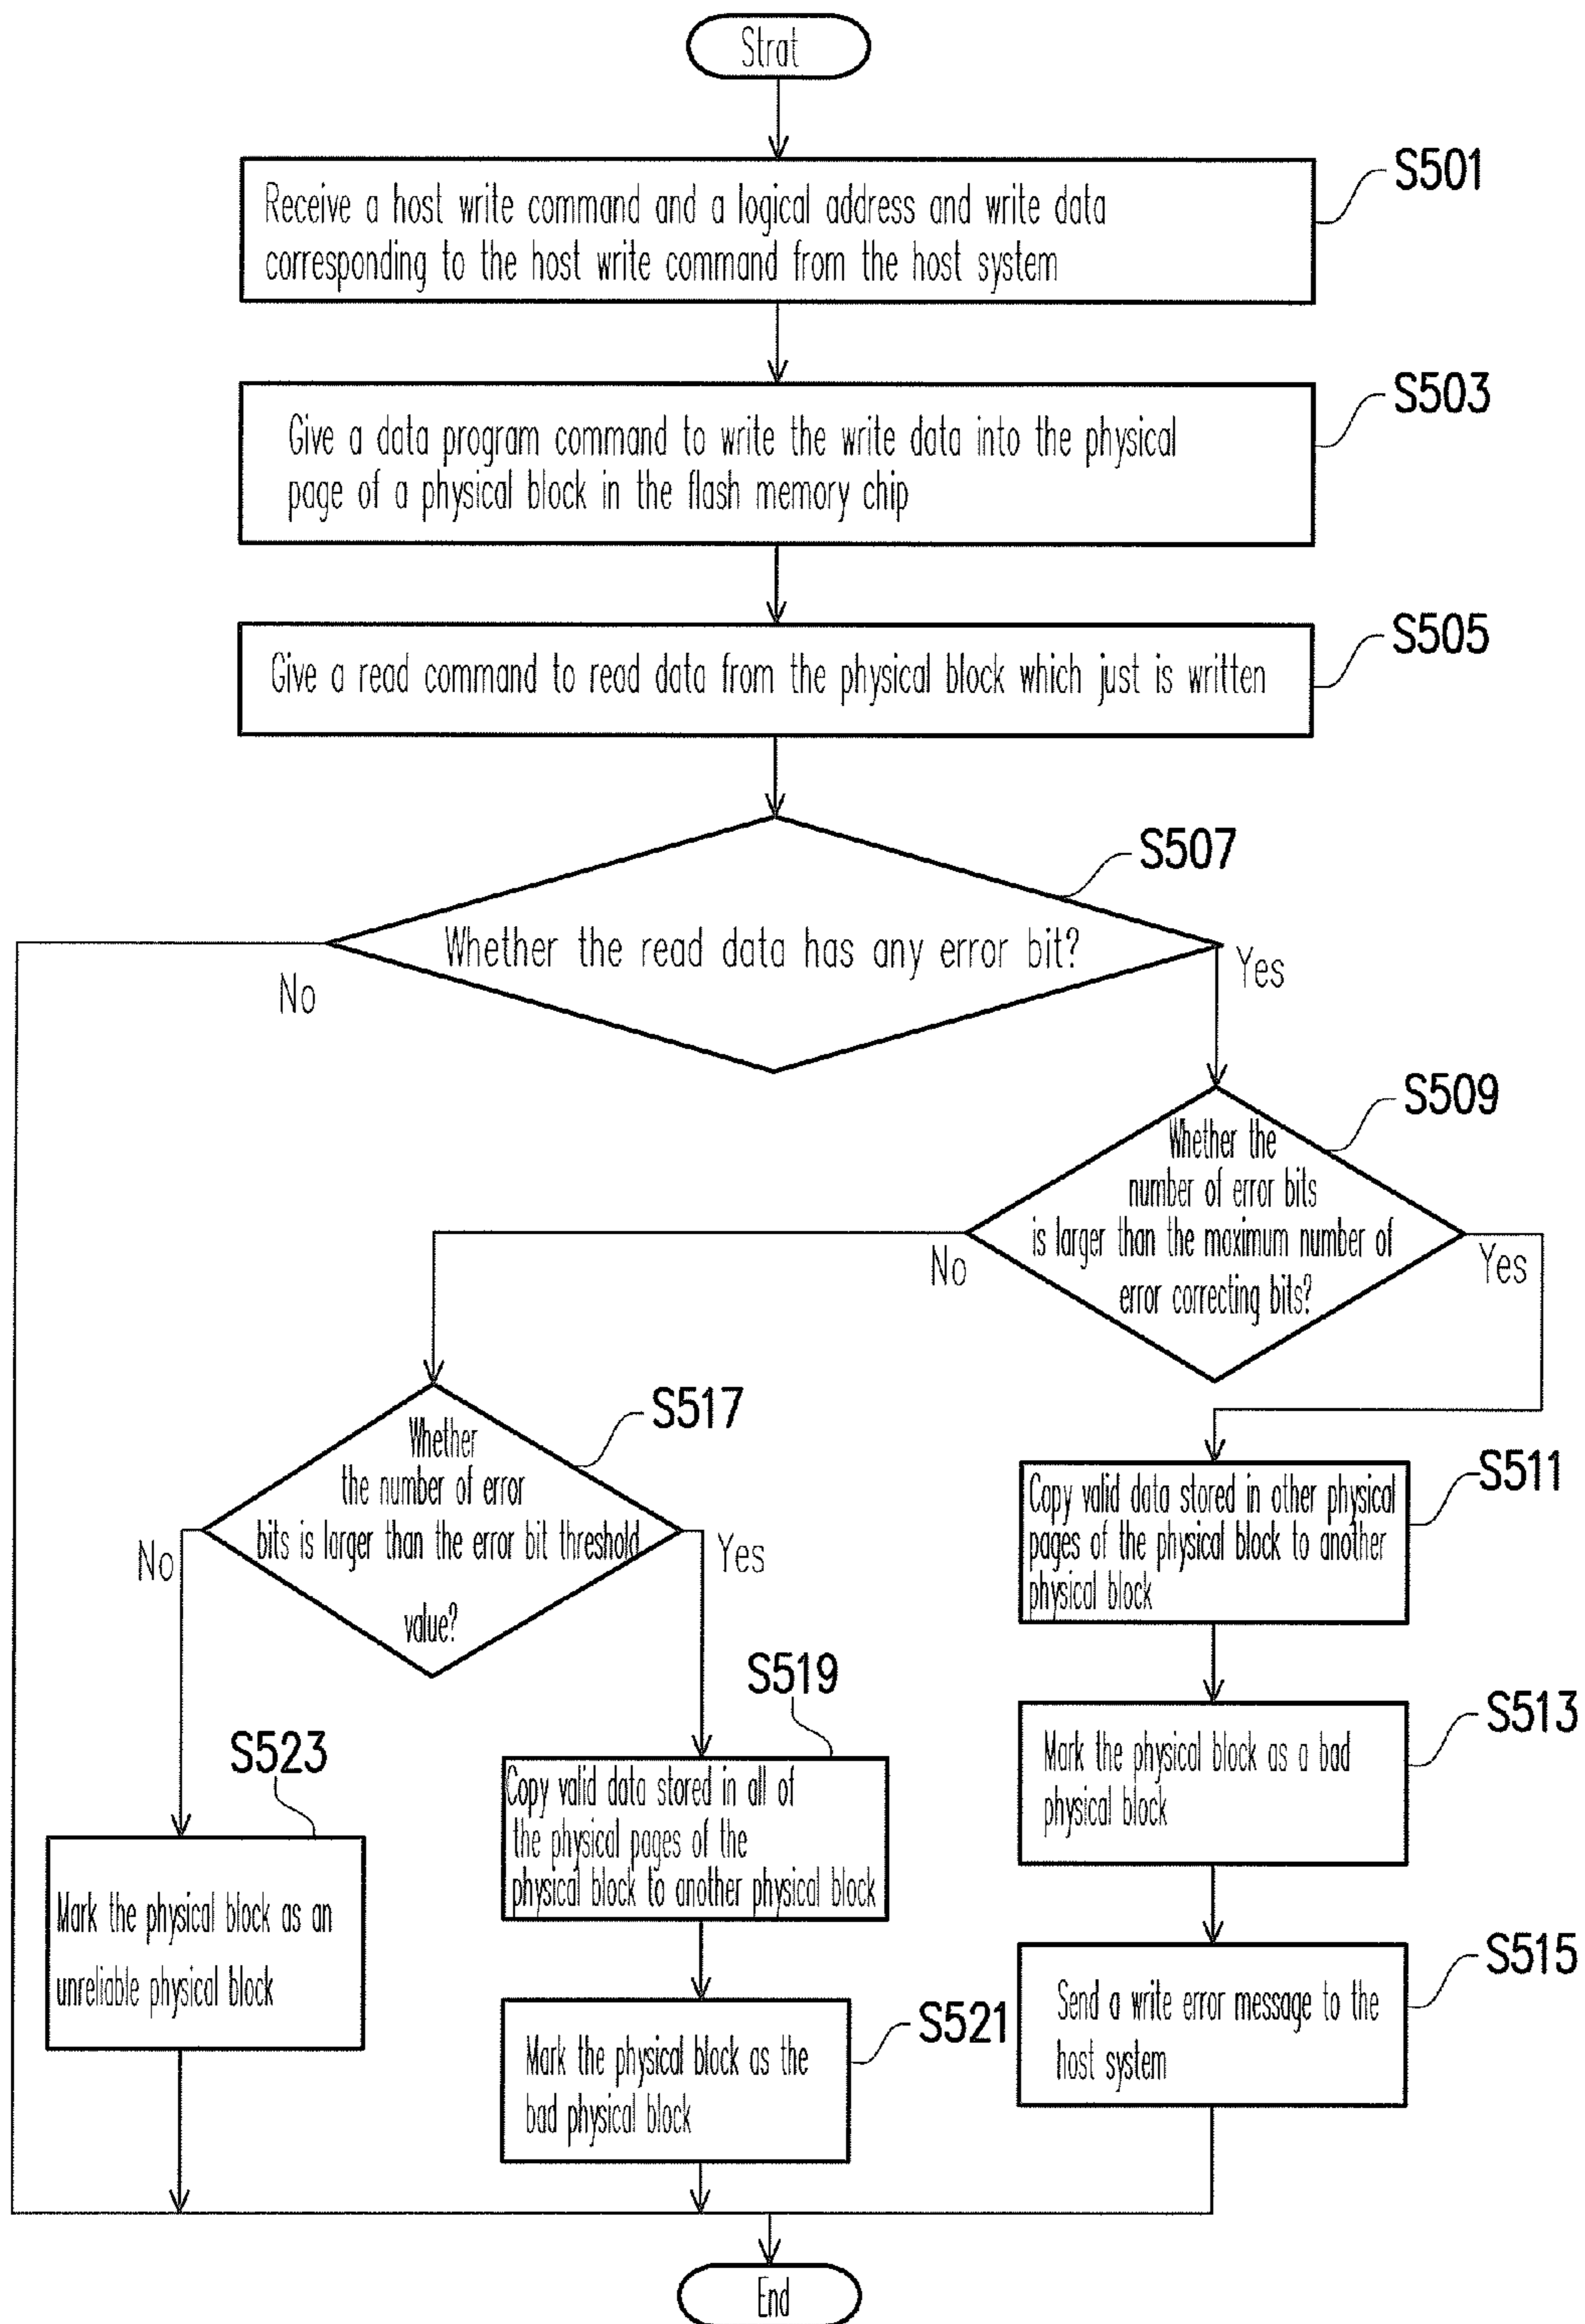 Strat
S501
Receive a host write command and a logical address and write data
corresponding to the host write command from the host system
S503
Give a data program command to write the write data into the physical
page of a physical block in the flash memory chip
S505
Give a read command to read data from the physical block which just is written
S507
Whether the read data has any error bit?
No
Yes
S509
Whether the
number of error bits
is larger than the maximum number of
error correcting bits?
No
Yes
S517
Whether
the number of error
bits is larger than the error bit threshold
value?
No
Yes
S511
Copy valid data stored in other physical
pages of the physical block to another
physical block
S519
Copy valid data stored in all of
the physical pages of the
physical block to another physical block
S513
Mark the physical block as a bad
physical block
S523
Mark the physical block as an
unreliable physical block
S521
Mark the physical block as the
bad physical block
S515
Send a write error message to the
host system
End